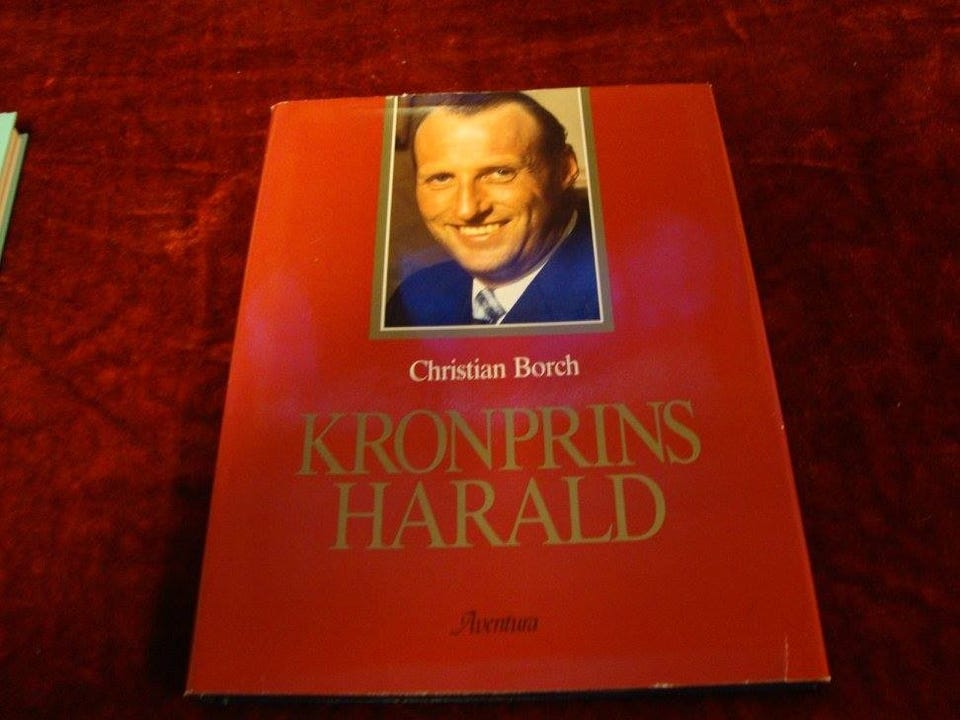 Christian Borch
KRONPRINS
HARALD
Aventura